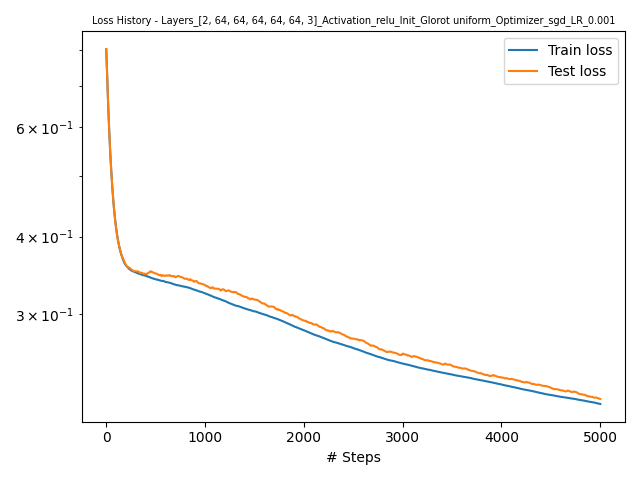 Loss History - Layers_[2, 64, 64, 64, 64, 64, 3]_Activation_relu_Init_Glorot uniform_Optimizer_sgd_LR_0.001
Train loss
Test loss
6 × 10⁻¹
4 × 10⁻¹
3 × 10⁻¹
0 1000 2000 3000 4000 5000
# Steps